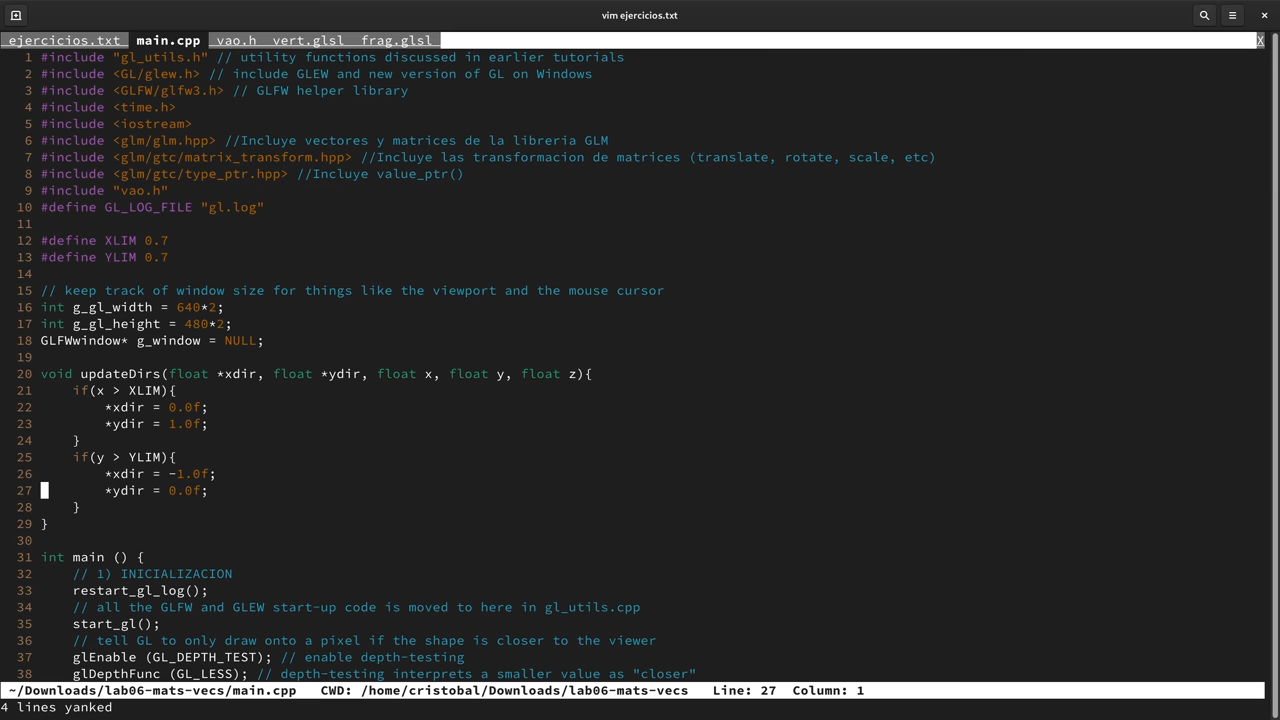 vim ejercicios.txt
ejercicios.txt  main.cpp  vao.h  vert.glsl  frag.glsl X
1 #include "gl_utils.h" // utility functions discussed in earlier tutorials
2 #include <GL/glew.h> // include GLEW and new version of GL on Windows
3 #include <GLFW/glfw3.h> // GLFW helper library
4 #include <time.h>
5 #include <iostream>
6 #include <glm/glm.hpp> //Incluye vectores y matrices de la libreria GLM
7 #include <glm/gtc/matrix_transform.hpp> //Incluye las transformacion de matrices (translate, rotate, scale, etc)
8 #include <glm/gtc/type_ptr.hpp> //Incluye value_ptr()
9 #include "vao.h"
10 #define GL_LOG_FILE "gl.log"
11
12 #define XLIM 0.7
13 #define YLIM 0.7
14
15 // keep track of window size for things like the viewport and the mouse cursor
16 int g_gl_width = 640*2;
17 int g_gl_height = 480*2;
18 GLFWwindow* g_window = NULL;
19
20 void updateDirs(float *xdir, float *ydir, float x, float y, float z){
21     if(x > XLIM){
22         *xdir = 0.0f;
23         *ydir = 1.0f;
24     }
25     if(y > YLIM){
26         *xdir = -1.0f;
27         *ydir = 0.0f;
28     }
29 }
30
31 int main () {
32     // 1) INICIALIZACION
33     restart_gl_log();
34     // all the GLFW and GLEW start-up code is moved to here in gl_utils.cpp
35     start_gl();
36     // tell GL to only draw onto a pixel if the shape is closer to the viewer
37     glEnable (GL_DEPTH_TEST); // enable depth-testing
38     glDepthFunc (GL_LESS); // depth-testing interprets a smaller value as "closer"
~/Downloads/lab06-mats-vecs/main.cpp   CWD: /home/cristobal/Downloads/lab06-mats-vecs   Line: 27  Column: 1
4 lines yanked